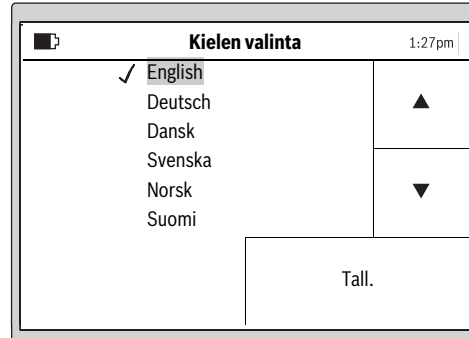 Kielen valinta 1:27pm
English
Deutsch
Dansk
Svenska
Norsk
Suomi
Tall.